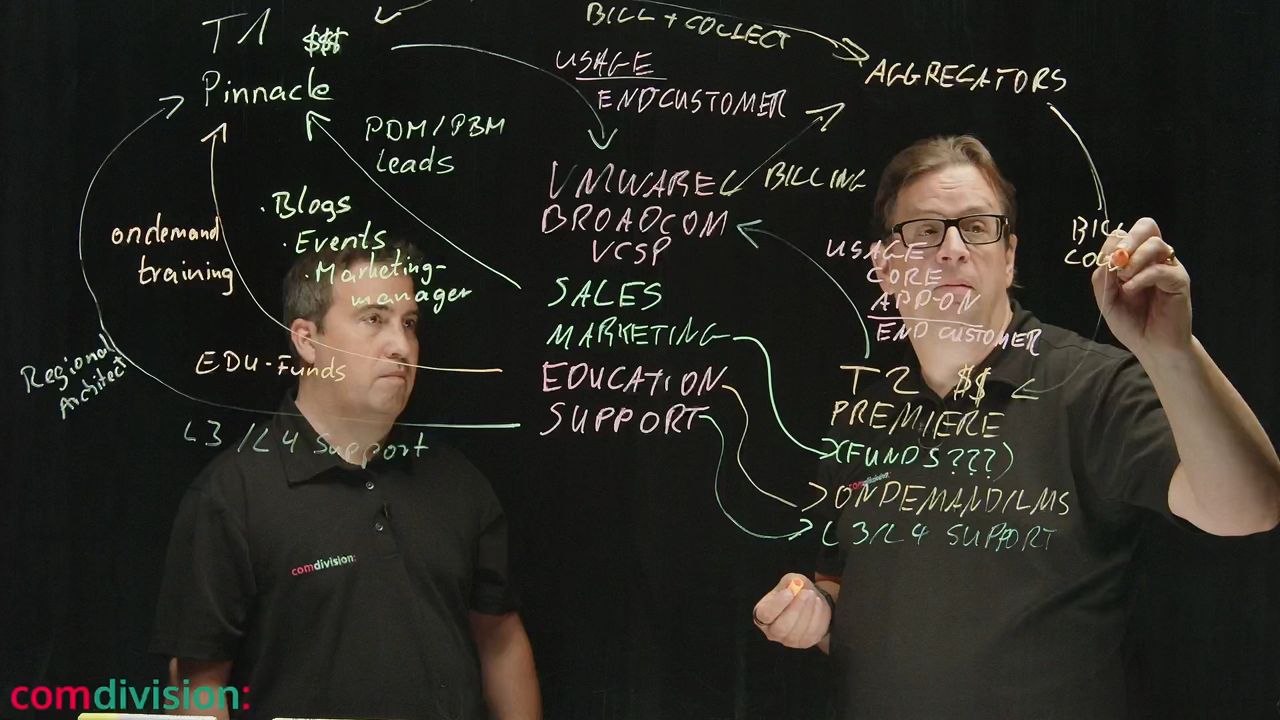 T1 $$$
Pinnacle
BILL + COLLECT
USAGE
ENDCUSTOMER
AGGREGATORS
PDM/PBM
Leads
VMWARE
BROADCOM
VCSP
BILLING
· Blogs
· Events
· Marketing-
manager
ondemand
training
SALES
MARKETING
EDUCATION
SUPPORT
EDU-Funds
Regional
Architect
L3/L4 Support
USAGE
CORE
ADD-ON
END CUSTOMER
BILL
T2 $$
PREMIERE
(FUNDS???)
ONDEMAND/LMS
L3/L4 SUPPORT
comdivision:
comdivision: